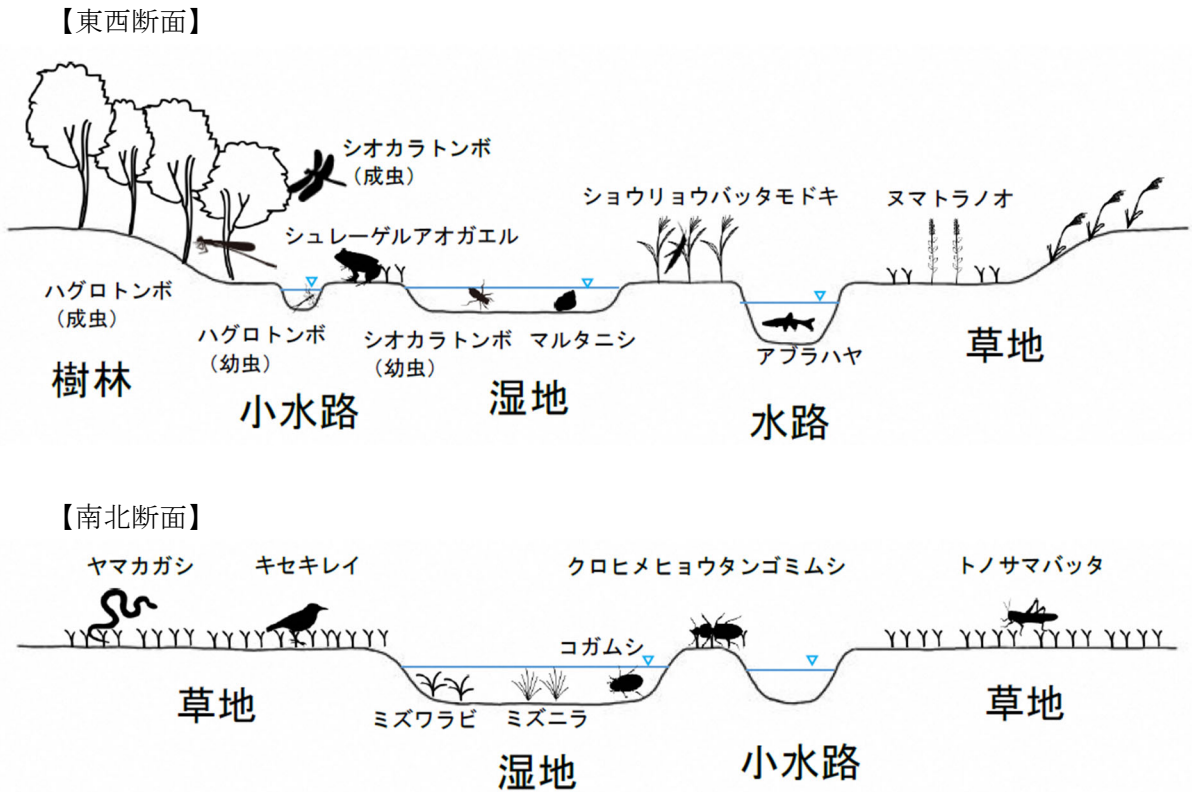 【東西断面】
シオカラトンボ
（成虫）
ショウリョウバッタモドキ
ヌマトラノオ
シュレーゲルアオガエル
ハグロトンボ
（成虫）
ハグロトンボ
（幼虫）
シオカラトンボ
（幼虫）
マルタニシ
アブラハヤ
樹林
小水路
湿地
水路
草地
【南北断面】
ヤマカガシ
キセキレイ
クロヒメヒョウタンゴミムシ
トノサマバッタ
コガムシ
ミズワラビ
ミズニラ
草地
湿地
小水路
草地